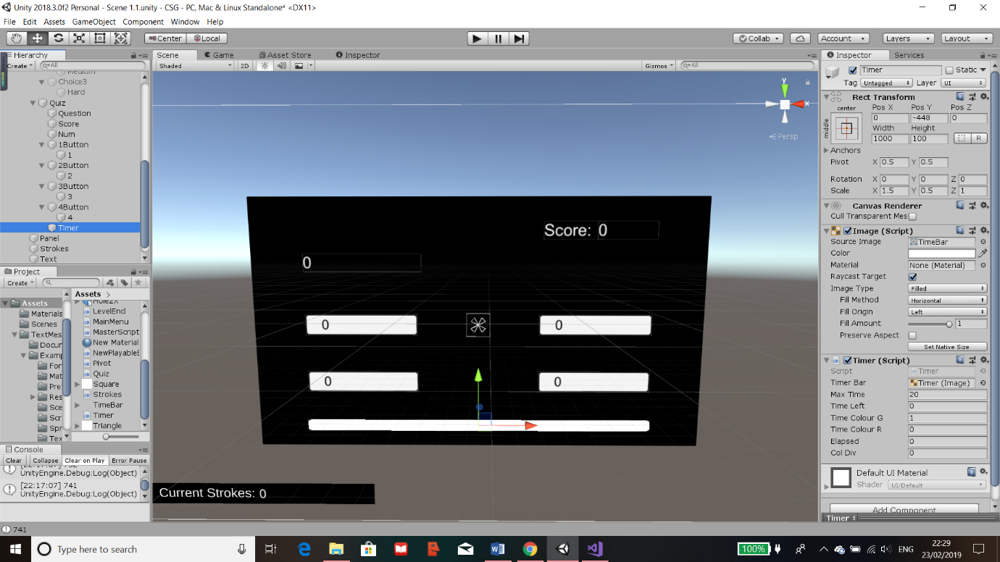 Unity 2018.3.0f2 Personal - Scene 1.1.unity - CSG - PC, Mac & Linux Standalone* <DX11>
File Edit Assets GameObject Component Window Help
Center Local Collab Account Layers Layout
Hierarchy
Create All
Medium
Choice3
Hard
Quiz
Question
Score
Num
1Button
1
2Button
2
3Button
3
4Button
4
Timer
Panel
Strokes
Text
Project
Create
Assets
Materials
Scenes
TextMes
Docur
Examp
For
Mat
Pre
Res
Sce
Scr
Spr
Tex
Assets
Hole2X
LevelEnd
MainMenu
MasterScript
New Material
NewPlayableB
Pivot
Quiz
Square
Strokes
TimeBar
Timer
Triangle
Console
Clear Collapse Clear on Play Error Pause
UnityEngine.Debug:Log(Object)
[22:17:07] 741
UnityEngine.Debug:Log(Object)
741
Scene Game Asset Store Inspector
Shaded 2D Gizmos All
y
x
Persp
Score: 0
0
0 0
0 0
Current Strokes: 0
Inspector Services
Timer Static
Tag Untagged Layer UI
Rect Transform
center Pos X Pos Y Pos Z
middle 0 -448 0
Width Height
1000 100 R
Anchors
Pivot X 0.5 Y 0.5
Rotation X 0 Y 0 Z 0
Scale X 1.5 Y 0.5 Z 1
Canvas Renderer
Cull Transparent Mes
Image (Script)
Source Image TimeBar
Color
Material None (Material)
Raycast Target
Image Type Filled
Fill Method Horizontal
Fill Origin Left
Fill Amount 1
Preserve Aspect
Set Native Size
Timer (Script)
Script Timer
Timer Bar Timer (Image)
Max Time 20
Time Left 0
Time Colour G 1
Time Colour R 0
Elapsed 0
Col Div 0
Default UI Material
Shader UI/Default
Add Component
Timer
Type here to search
100%
ENG
22:29
23/02/2019